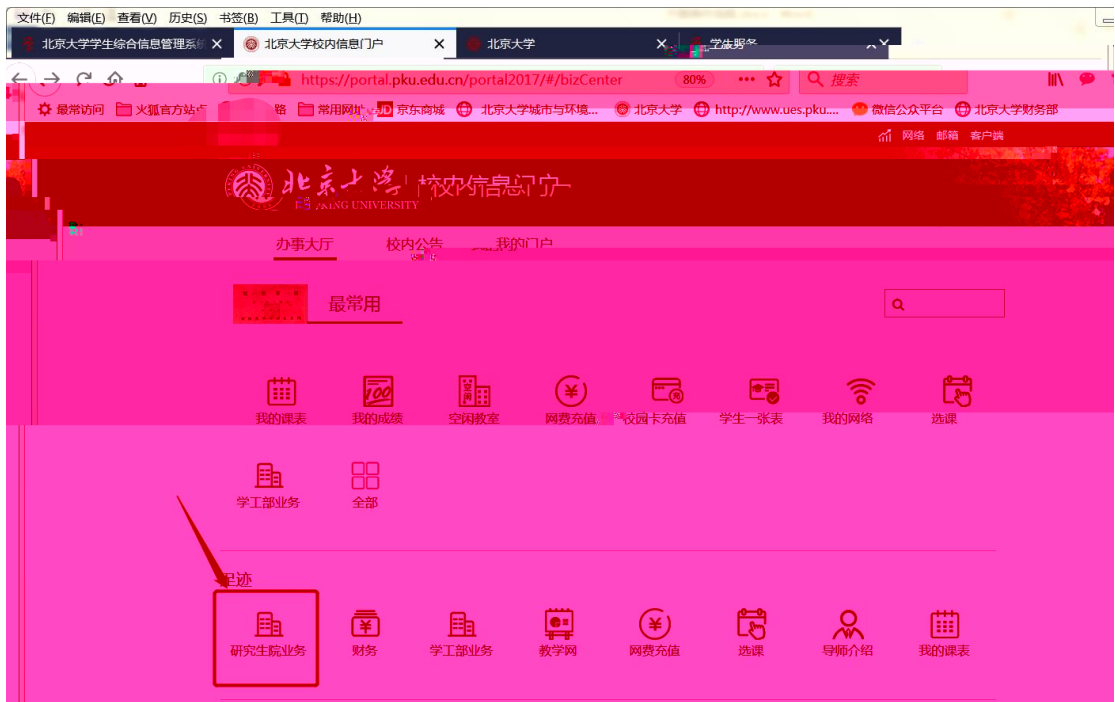 文件(F) 编辑(E) 查看(V) 历史(S) 书签(B) 工具(T) 帮助(H)
北京大学学生综合信息管理系统 × 北京大学校内信息门户 × 北京大学 ×
https://portal.pku.edu.cn/portal2017/#/bizCenter 80% ••• 搜索
最常访问 火狐官方站点 常用网址 JD 京东商城 北京大学城市与环境... 北京大学 http://www.ues.pku.... 微信公众平台 北京大学财务部
网络 邮箱 客户端
北京大学 校内信息门户
PEKING UNIVERSITY
办事大厅 校内公告 我的门户
最常用
我的课表 我的成绩 空闲教室 网费充值 校园卡充值 学生一张表 我的网络 选课
学工部业务 全部
足迹
研究生院业务 财务 学工部业务 教学网 网费充值 选课 导师介绍 我的课表